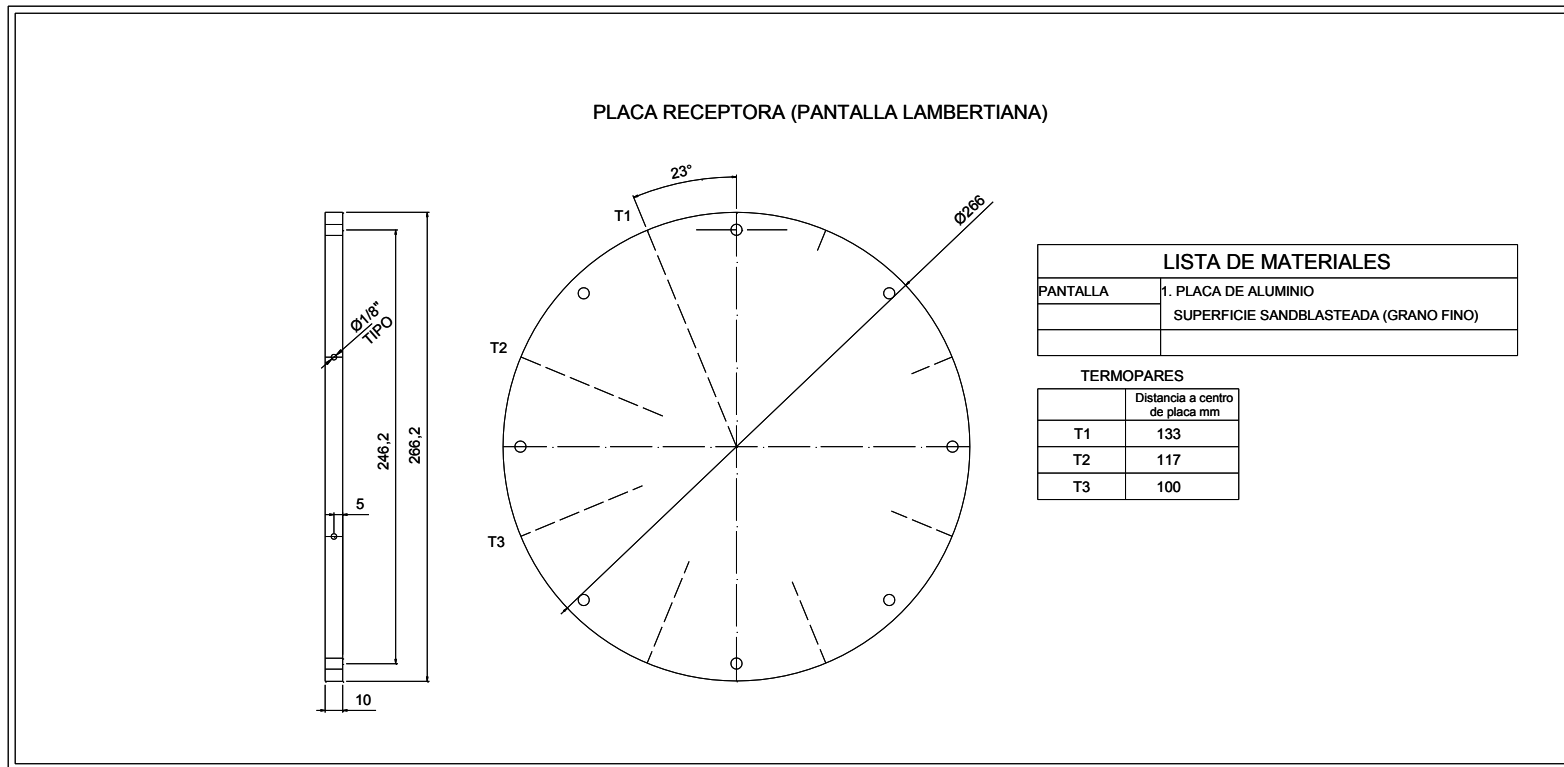 PLACA RECEPTORA (PANTALLA LAMBERTIANA)
23°
T1
Ø266
Ø1/8"
TIPO
T2
246,2
266,2
5
T3
10
LISTA DE MATERIALES
PANTALLA 1. PLACA DE ALUMINIO
SUPERFICIE SANDBLASTEADA (GRANO FINO)
TERMOPARES
Distancia a centro
de placa mm
T1 133
T2 117
T3 100